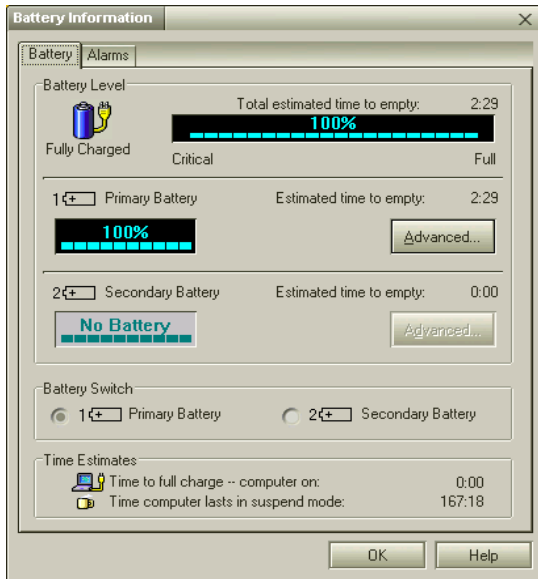 Battery Information
Battery Alarms
Battery Level
Total estimated time to empty: 2:29
100%
Fully Charged
Critical Full
1 Primary Battery Estimated time to empty: 2:29
100% Advanced...
2 Secondary Battery Estimated time to empty: 0:00
No Battery Advanced...
Battery Switch
1 Primary Battery 2 Secondary Battery
Time Estimates
Time to full charge -- computer on: 0:00
Time computer lasts in suspend mode: 167:18
OK Help